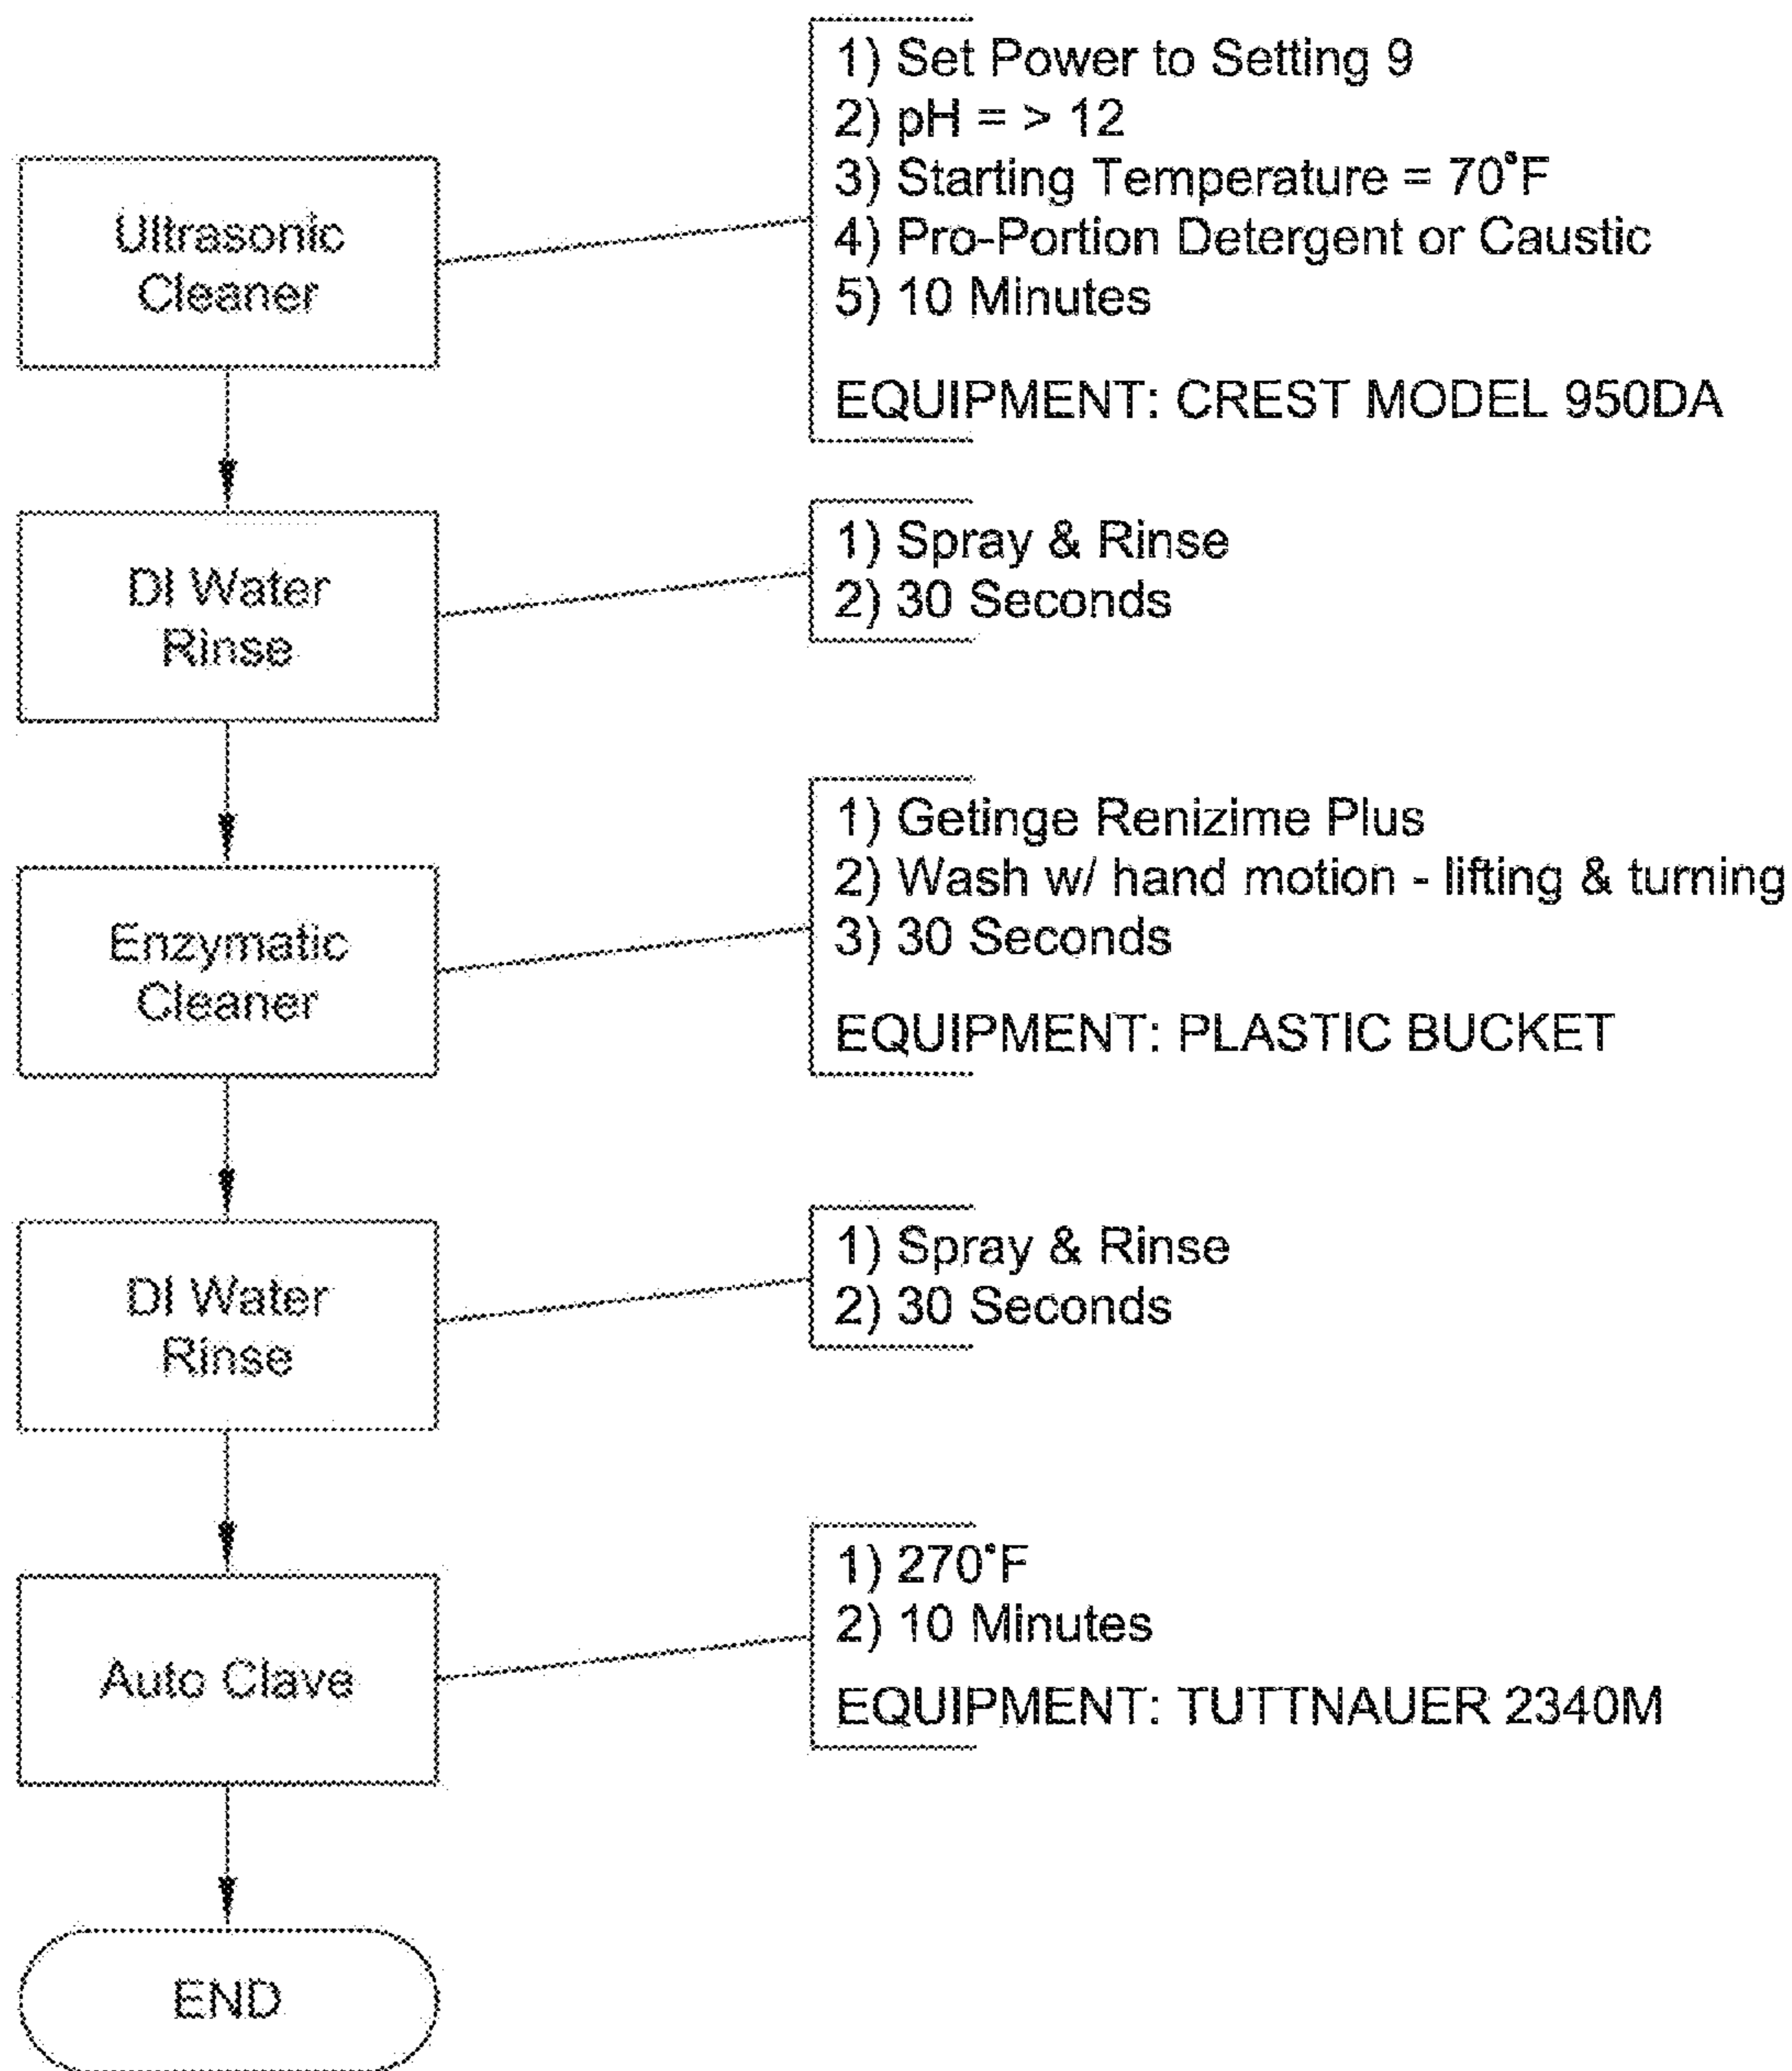 Ultrasonic
Cleaner
1) Set Power to Setting 9
2) pH = > 12
3) Starting Temperature = 70°F
4) Pro-Portion Detergent or Caustic
5) 10 Minutes
EQUIPMENT: CREST MODEL 950DA
DI Water
Rinse
1) Spray & Rinse
2) 30 Seconds
Enzymatic
Cleaner
1) Getinge Renizime Plus
2) Wash w/ hand motion - lifting & turning
3) 30 Seconds
EQUIPMENT: PLASTIC BUCKET
DI Water
Rinse
1) Spray & Rinse
2) 30 Seconds
Auto Clave
1) 270°F
2) 10 Minutes
EQUIPMENT: TUTTNAUER 2340M
END